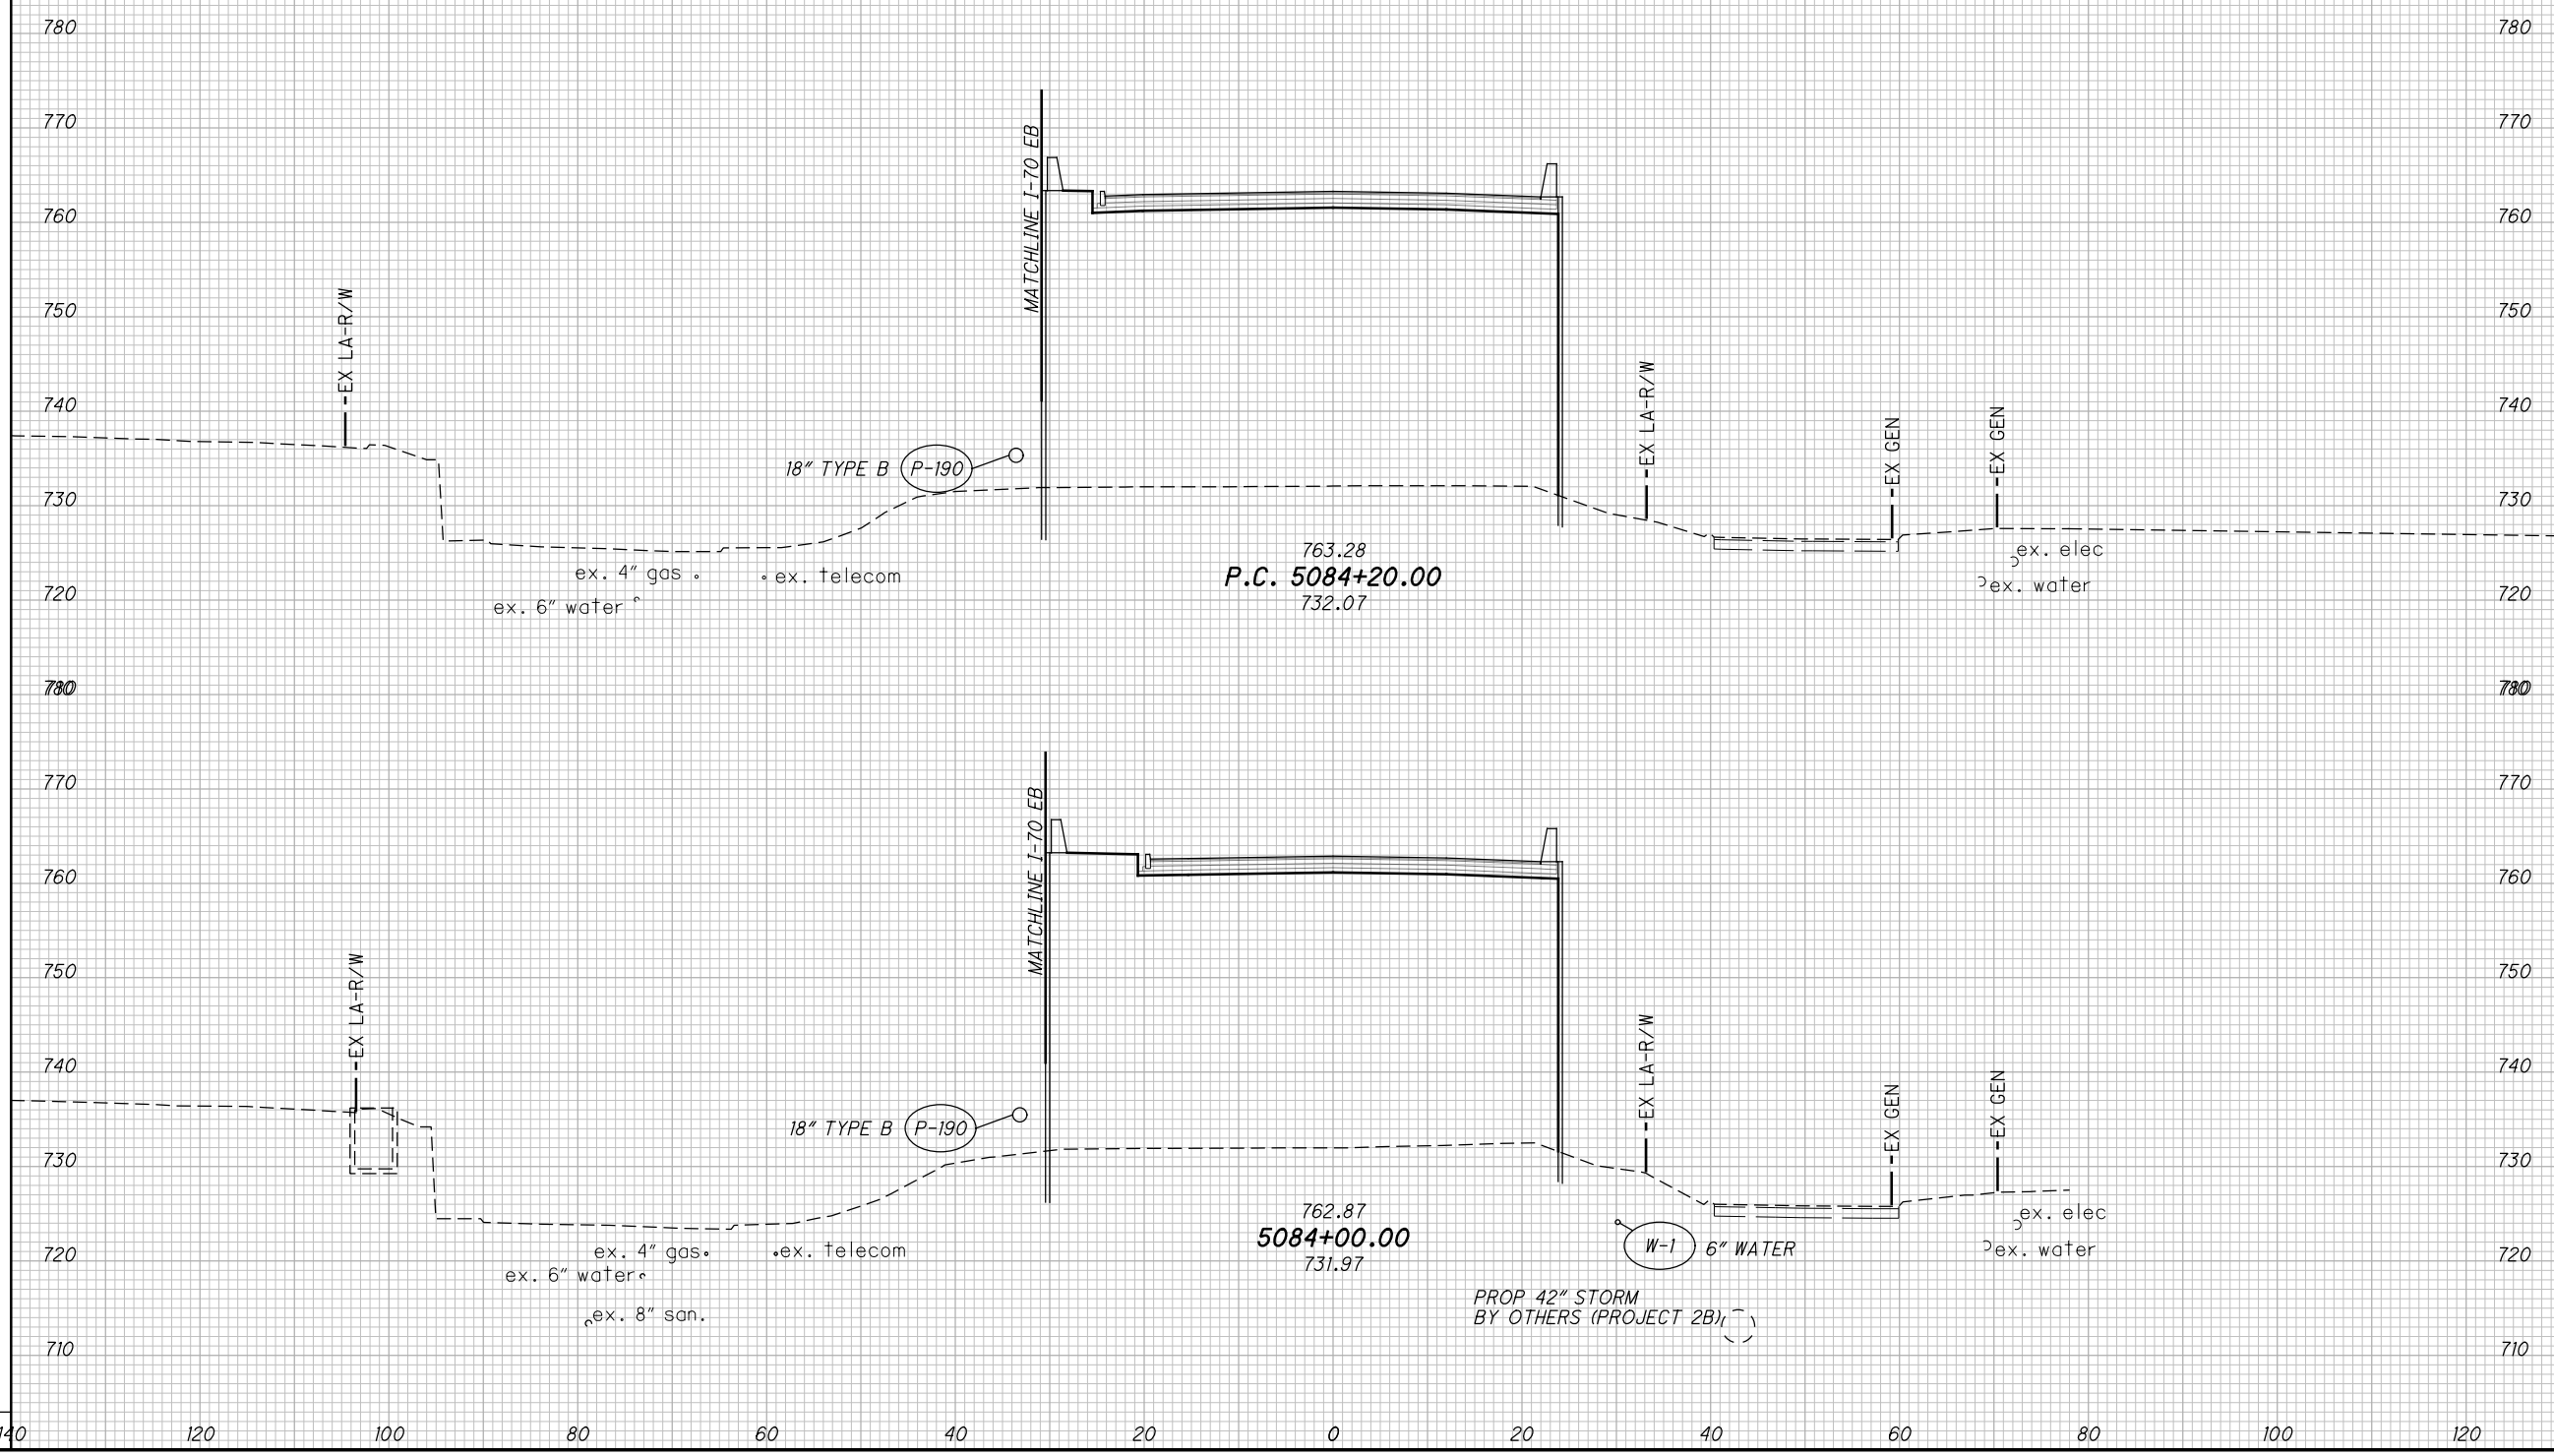 780 780
770 770
MATCHLINE I-70 EB
760 760
750 750
EX LA-R/W
740 740
EX LA-R/W
EX GEN
EX GEN
18" TYPE B P-190
730 730
763.28
ex. elec
ex. 4" gas ex. telecom P.C. 5084+20.00
ex. water
ex. 6" water 732.07
720 720
780 780
770 770
MATCHLINE I-70 EB
760 760
750 750
EX LA-R/W
740 740
EX LA-R/W
EX GEN
EX GEN
18" TYPE B P-190
730 730
762.87
ex. elec
ex. 4" gas ex. telecom 5084+00.00
W-1 6" WATER
ex. water
720 720
731.97
ex. 6" water
PROP 42" STORM
BY OTHERS (PROJECT 2B)
ex. 8" san.
710 710
140 120 100 80 60 40 20 0 20 40 60 80 100 120